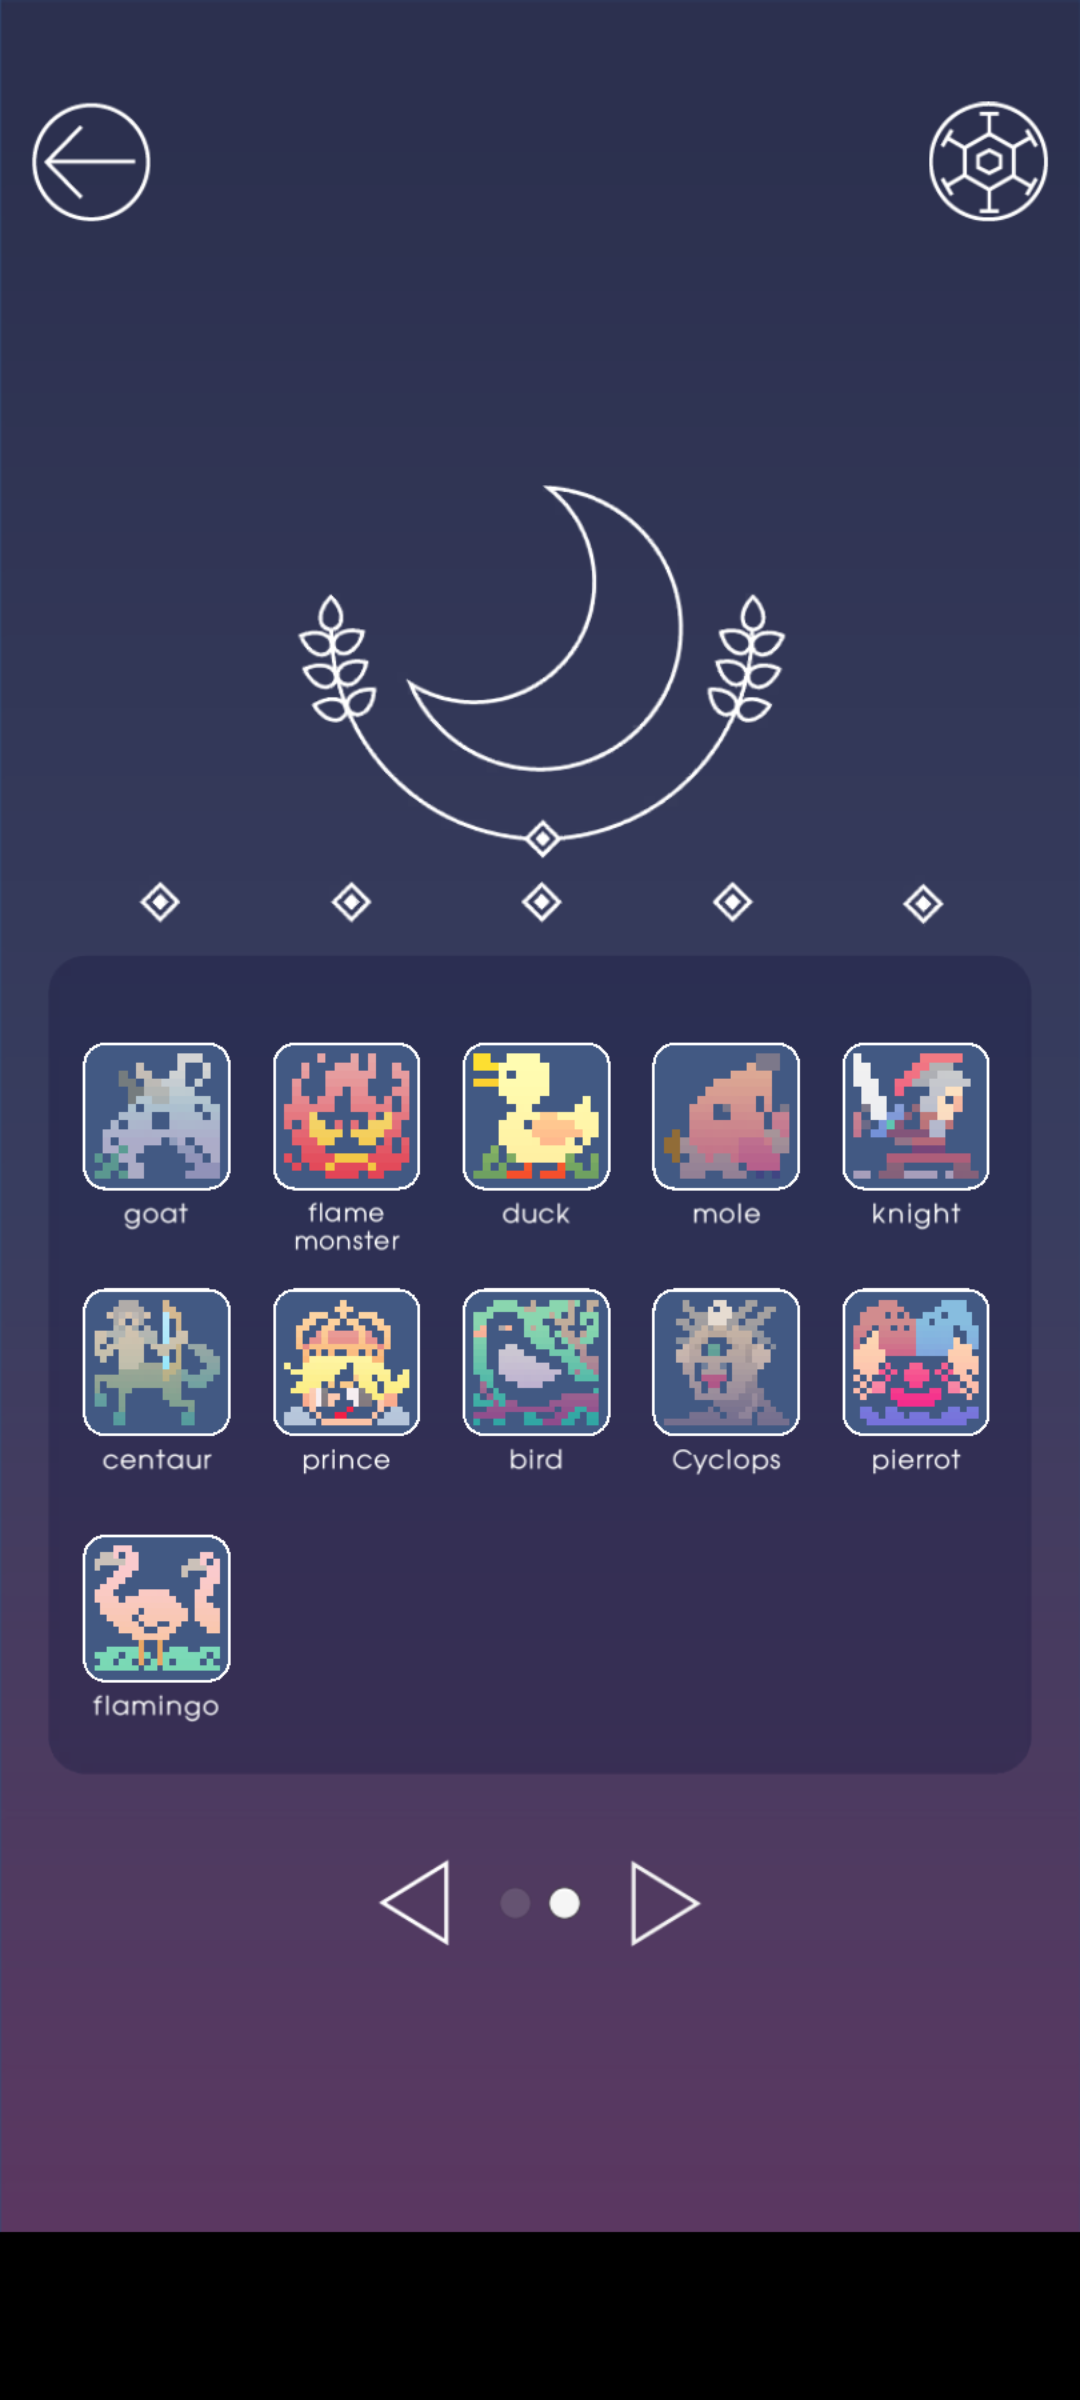 goat
flame
monster
duck
mole
knight
centaur
prince
bird
Cyclops
pierrot
flamingo